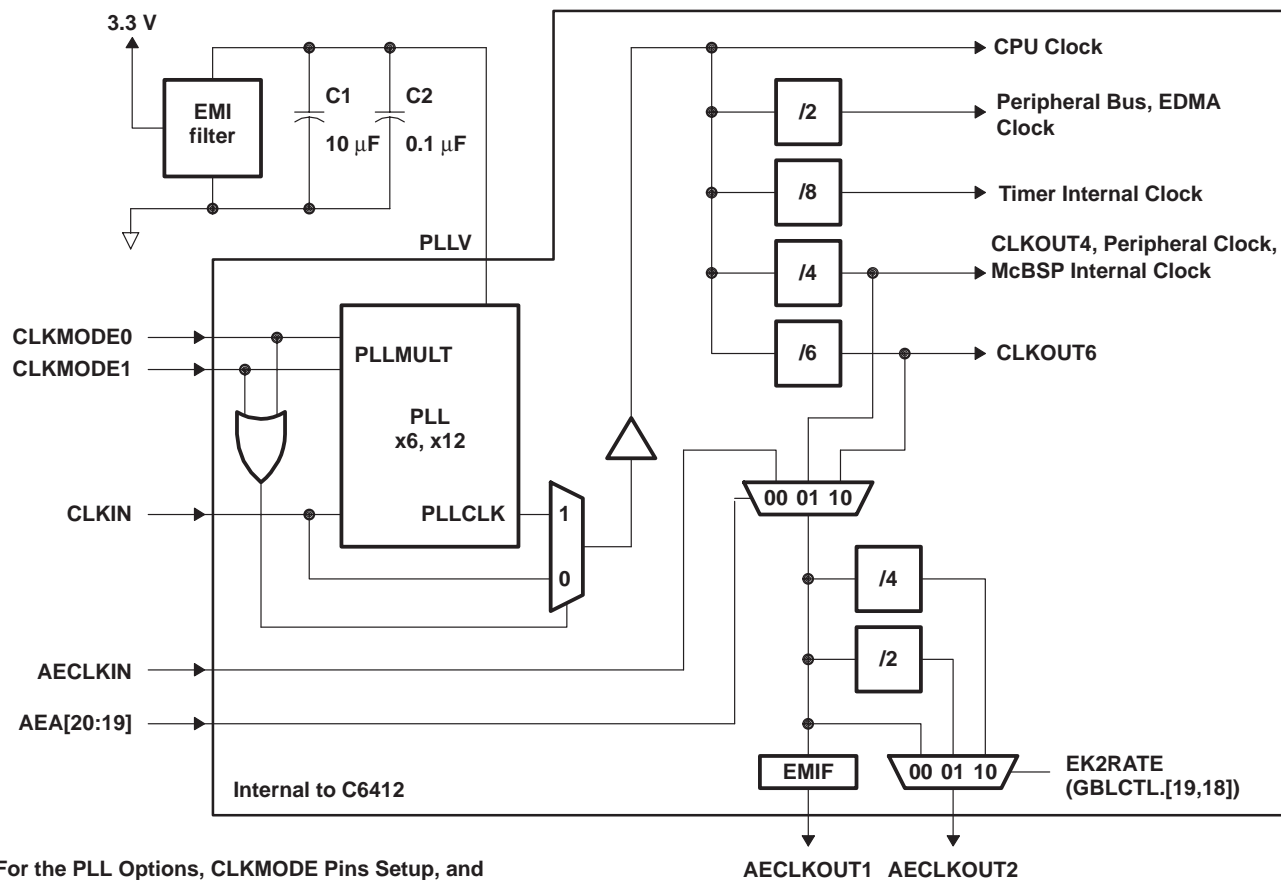 3.3 V
CPU Clock
EMI
filter
C1
C2
10 µF
0.1 µF
/2
Peripheral Bus, EDMA
Clock
/8
Timer Internal Clock
PLLV
/4
CLKOUT4, Peripheral Clock,
McBSP Internal Clock
CLKMODE0
CLKMODE1
PLLMULT
/6
CLKOUT6
PLL
x6, x12
CLKIN
PLLCLK
1
0
00 01 10
/4
/2
AECLKIN
AEA[20:19]
EMIF
00 01 10
EK2RATE
(GBLCTL.[19,18])
Internal to C6412
AECLKOUT1 AECLKOUT2
For the PLL Options, CLKMODE Pins Setup, and